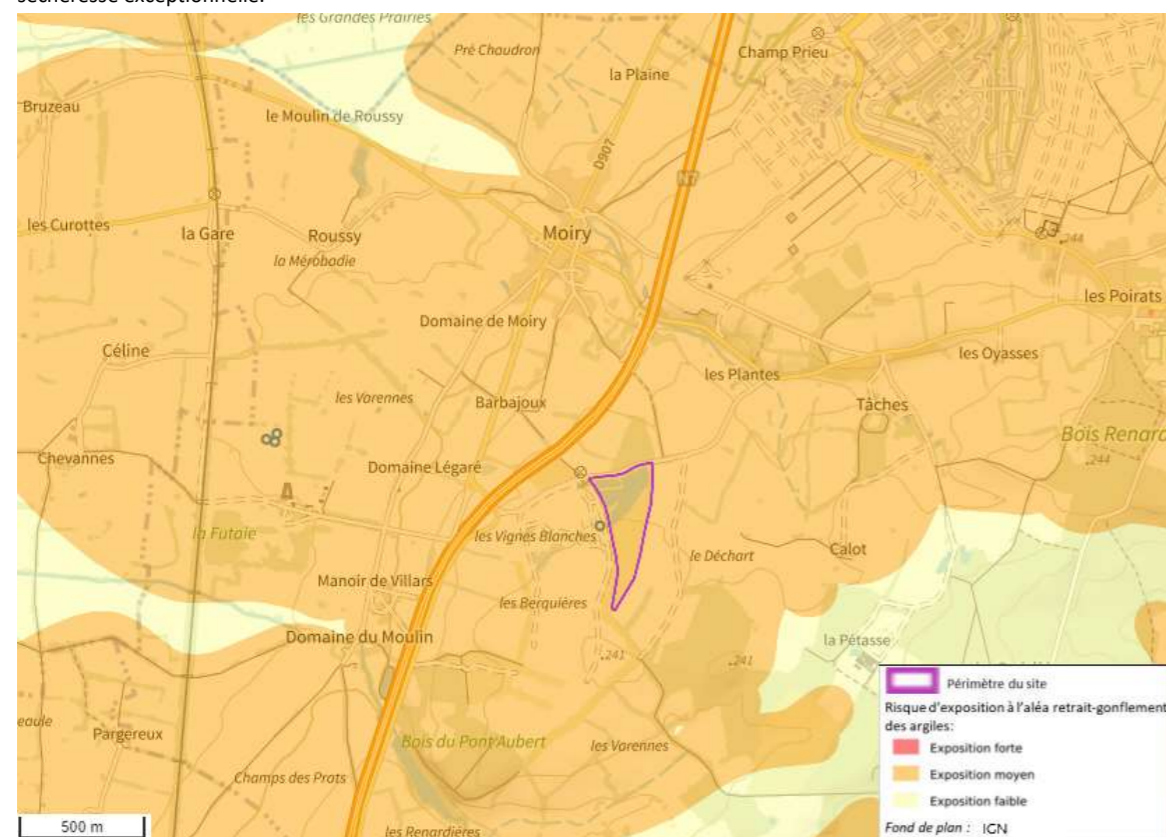 sécheresse exceptionnelle.
les Grandes Prairies
Pré Chaudron
Champ Prieu
la Plaine
Bruzeau
le Moulin de Roussy
D907
N7
les Curottes
la Gare
Roussy
Moiry
.244
la Mérobadie
les Poirats
Domaine de Moiry
Céline
les Oyasses
les Plantes
les Varennes
Barbajoux
Tâches
Bois Renard
Chevannes
Domaine Légaré
.244
la Futaie
les Vignes Blanches
le Déchart
Calot
Manoir de Villars
les Berquières
Domaine du Moulin
la Pétasse
.241
.241
eaule
Pargereux
Bois du Pont Aubert
les Varennes
Champs des Prats
les Renardières
500 m
Périmètre du site
Risque d'exposition à l'aléa retrait-gonflement
des argiles:
Exposition forte
Exposition moyen
Exposition faible
Fond de plan : IGN